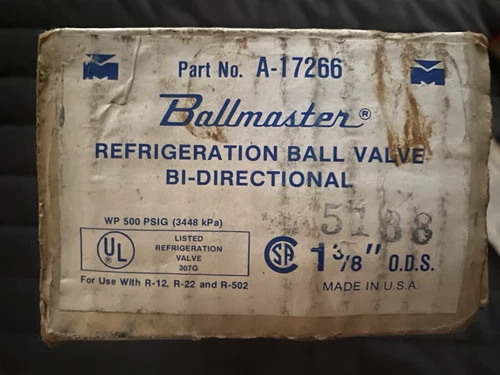 Part No. A-17266
Ballmaster®
REFRIGERATION BALL VALVE
BI-DIRECTIONAL
5188
WP 500 PSIG (3448 kPa)
UL
LISTED
REFRIGERATION
VALVE
307G
For Use With R-12, R-22 and R-502
CSA
1 3/8" O.D.S.
MADE IN U.S.A.